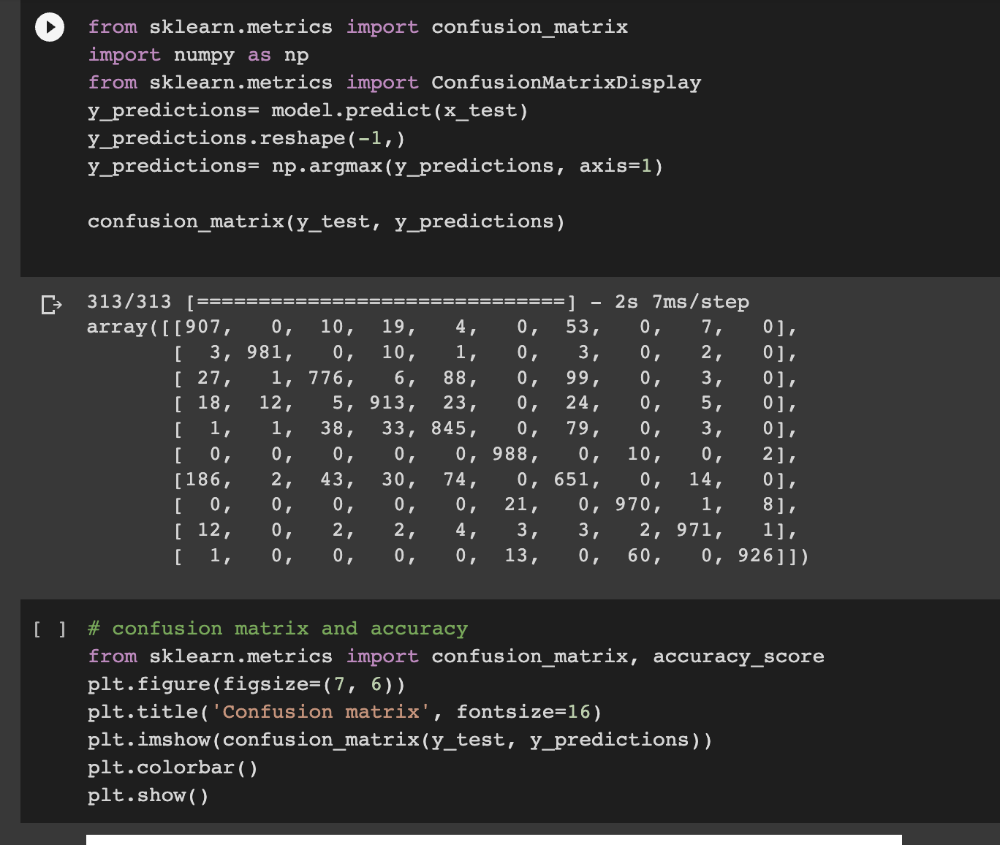 from sklearn.metrics import confusion_matrix
import numpy as np
from sklearn.metrics import ConfusionMatrixDisplay
y_predictions= model.predict(x_test)
y_predictions.reshape(-1,)
y_predictions= np.argmax(y_predictions, axis=1)
confusion_matrix(y_test, y_predictions)
313/313 [==============================] - 2s 7ms/step
array([[907,   0,  10,  19,   4,   0,  53,   0,   7,   0],
       [  3, 981,   0,  10,   1,   0,   3,   0,   2,   0],
       [ 27,   1, 776,   6,  88,   0,  99,   0,   3,   0],
       [ 18,  12,   5, 913,  23,   0,  24,   0,   5,   0],
       [  1,   1,  38,  33, 845,   0,  79,   0,   3,   0],
       [  0,   0,   0,   0,   0, 988,   0,  10,   0,   2],
       [186,   2,  43,  30,  74,   0, 651,   0,  14,   0],
       [  0,   0,   0,   0,   0,  21,   0, 970,   1,   8],
       [ 12,   0,   2,   2,   4,   3,   3,   2, 971,   1],
       [  1,   0,   0,   0,   0,  13,   0,  60,   0, 926]])
[ ] # confusion matrix and accuracy
from sklearn.metrics import confusion_matrix, accuracy_score
plt.figure(figsize=(7, 6))
plt.title('Confusion matrix', fontsize=16)
plt.imshow(confusion_matrix(y_test, y_predictions))
plt.colorbar()
plt.show()